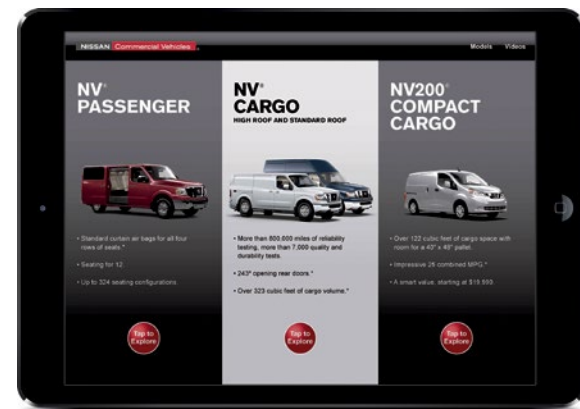 NISSAN Commercial Vehicles
Models Videos
NV®
PASSENGER
• Standard curtain air bags for all four
rows of seats.*
• Seating for 12.
• Up to 324 seating configurations
Tap to
Explore
NV®
CARGO
HIGH ROOF AND STANDARD ROOF
• More than 800,000 miles of reliability
testing, more than 7,000 quality and
durability tests.
• 243° opening rear doors.*
• Over 323 cubic feet of cargo volume.*
Tap to
Explore
NV200®
COMPACT
CARGO
• Over 122 cubic feet of cargo space with
room for a 40" x 48" pallet.
• Impressive 25 combined MPG.*
• A smart value, starting at
Tap to
Explore